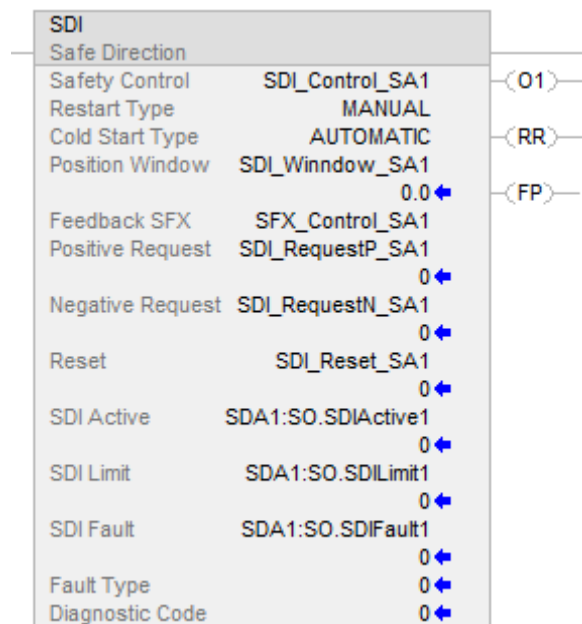 SDI
Safe Direction
Safety Control SDI_Control_SA1 O1
Restart Type MANUAL
Cold Start Type AUTOMATIC RR
Position Window SDI_Winndow_SA1
0.0 FP
Feedback SFX SFX_Control_SA1
Positive Request SDI_RequestP_SA1
0
Negative Request SDI_RequestN_SA1
0
Reset SDI_Reset_SA1
0
SDI Active SDA1:SO.SDIActive1
0
SDI Limit SDA1:SO.SDILimit1
0
SDI Fault SDA1:SO.SDIFault1
0
Fault Type 0
Diagnostic Code 0